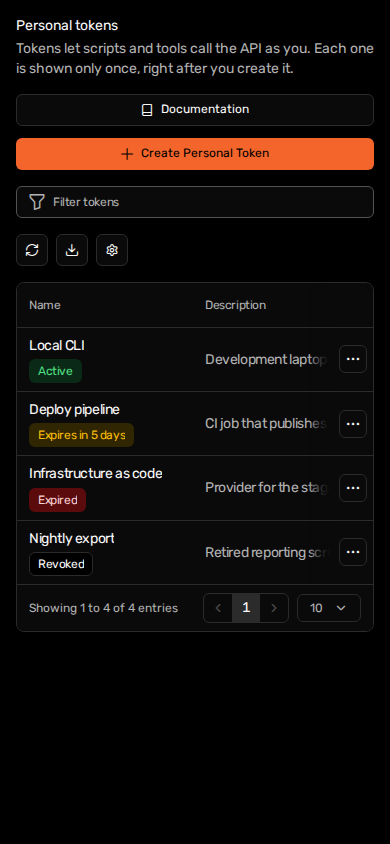 Personal tokens
Tokens let scripts and tools call the API as you. Each one
is shown only once, right after you create it.
Documentation
Create Personal Token
Filter tokens
Name Description
Local CLI
Active
Development laptop
Deploy pipeline
Expires in 5 days
CI job that publishes
Infrastructure as code
Expired
Provider for the stag
Nightly export
Revoked
Retired reporting scr
Showing 1 to 4 of 4 entries
1
10